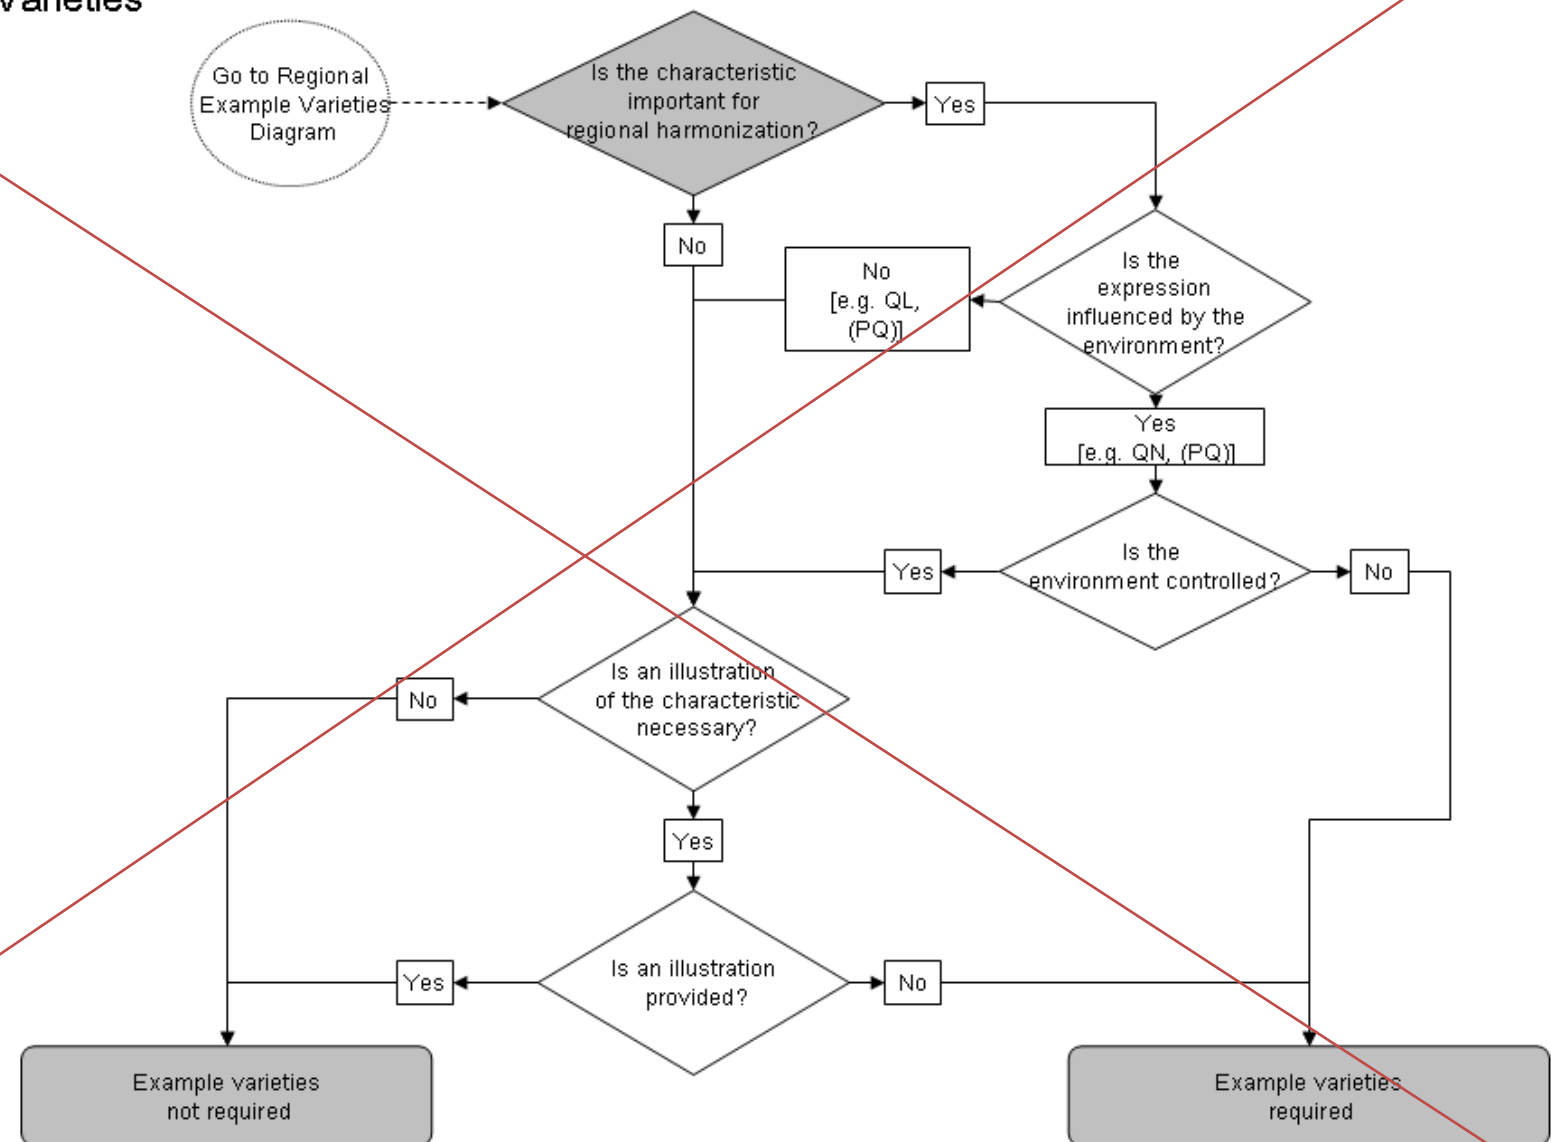 Varieties
Go to Regional
Example Varieties
Diagram
Is the characteristic
important for
regional harmonization?
Yes
No
No
[e.g. QL,
(PQ)]
Is the
expression
influenced by the
environment?
Yes
[e.g. QN, (PQ)]
Yes
Is the
environment controlled?
No
No
Is an illustration
of the characteristic
necessary?
Yes
Yes
Is an illustration
provided?
No
Example varieties
not required
Example varieties
required